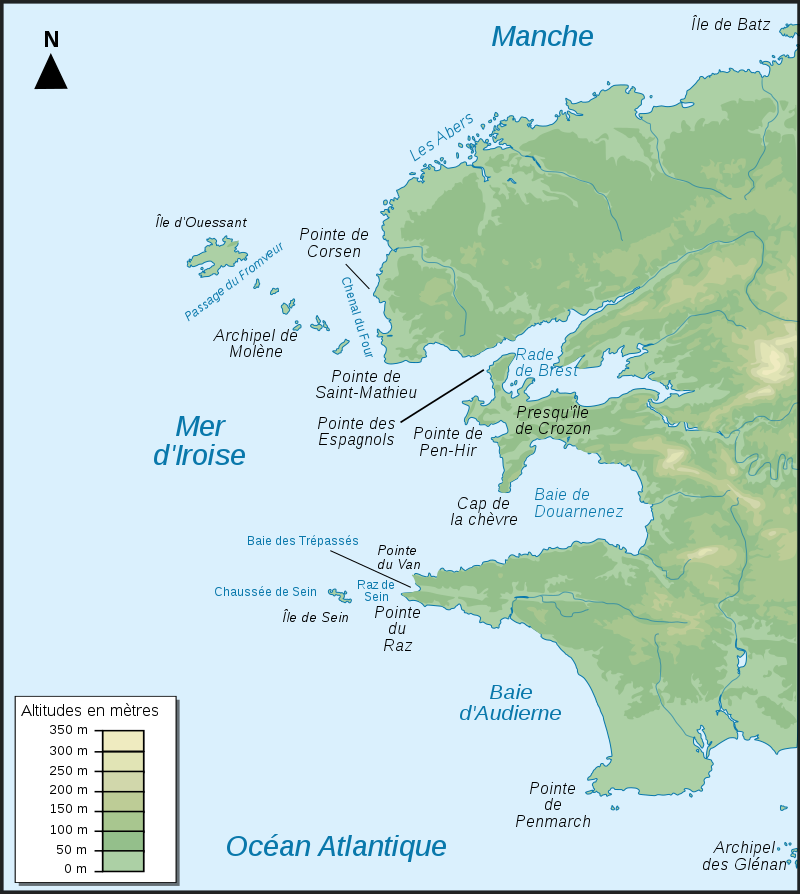 Île de Batz
Manche
N
Les Abers
Île d'Ouessant
Pointe de
Corsen
Passage du Fromveur
Chenal du Four
Archipel de
Molène
Rade
de Brest
Pointe de
Saint-Mathieu
Pointe des
Espagnols
Presqu'île
de Crozon
Pointe de
Pen-Hir
Mer
d'Iroise
Cap de
la chèvre
Baie de
Douarnenez
Baie des Trépassés
Pointe
du Van
Chaussée de Sein
Raz de
Sein
Île de Sein
Pointe
du
Raz
Baie
d'Audierne
Altitudes en mètres
350 m
300 m
250 m
200 m
150 m
100 m
50 m
0 m
Pointe
de
Penmarch
Océan Atlantique
Archipel
des Glénan